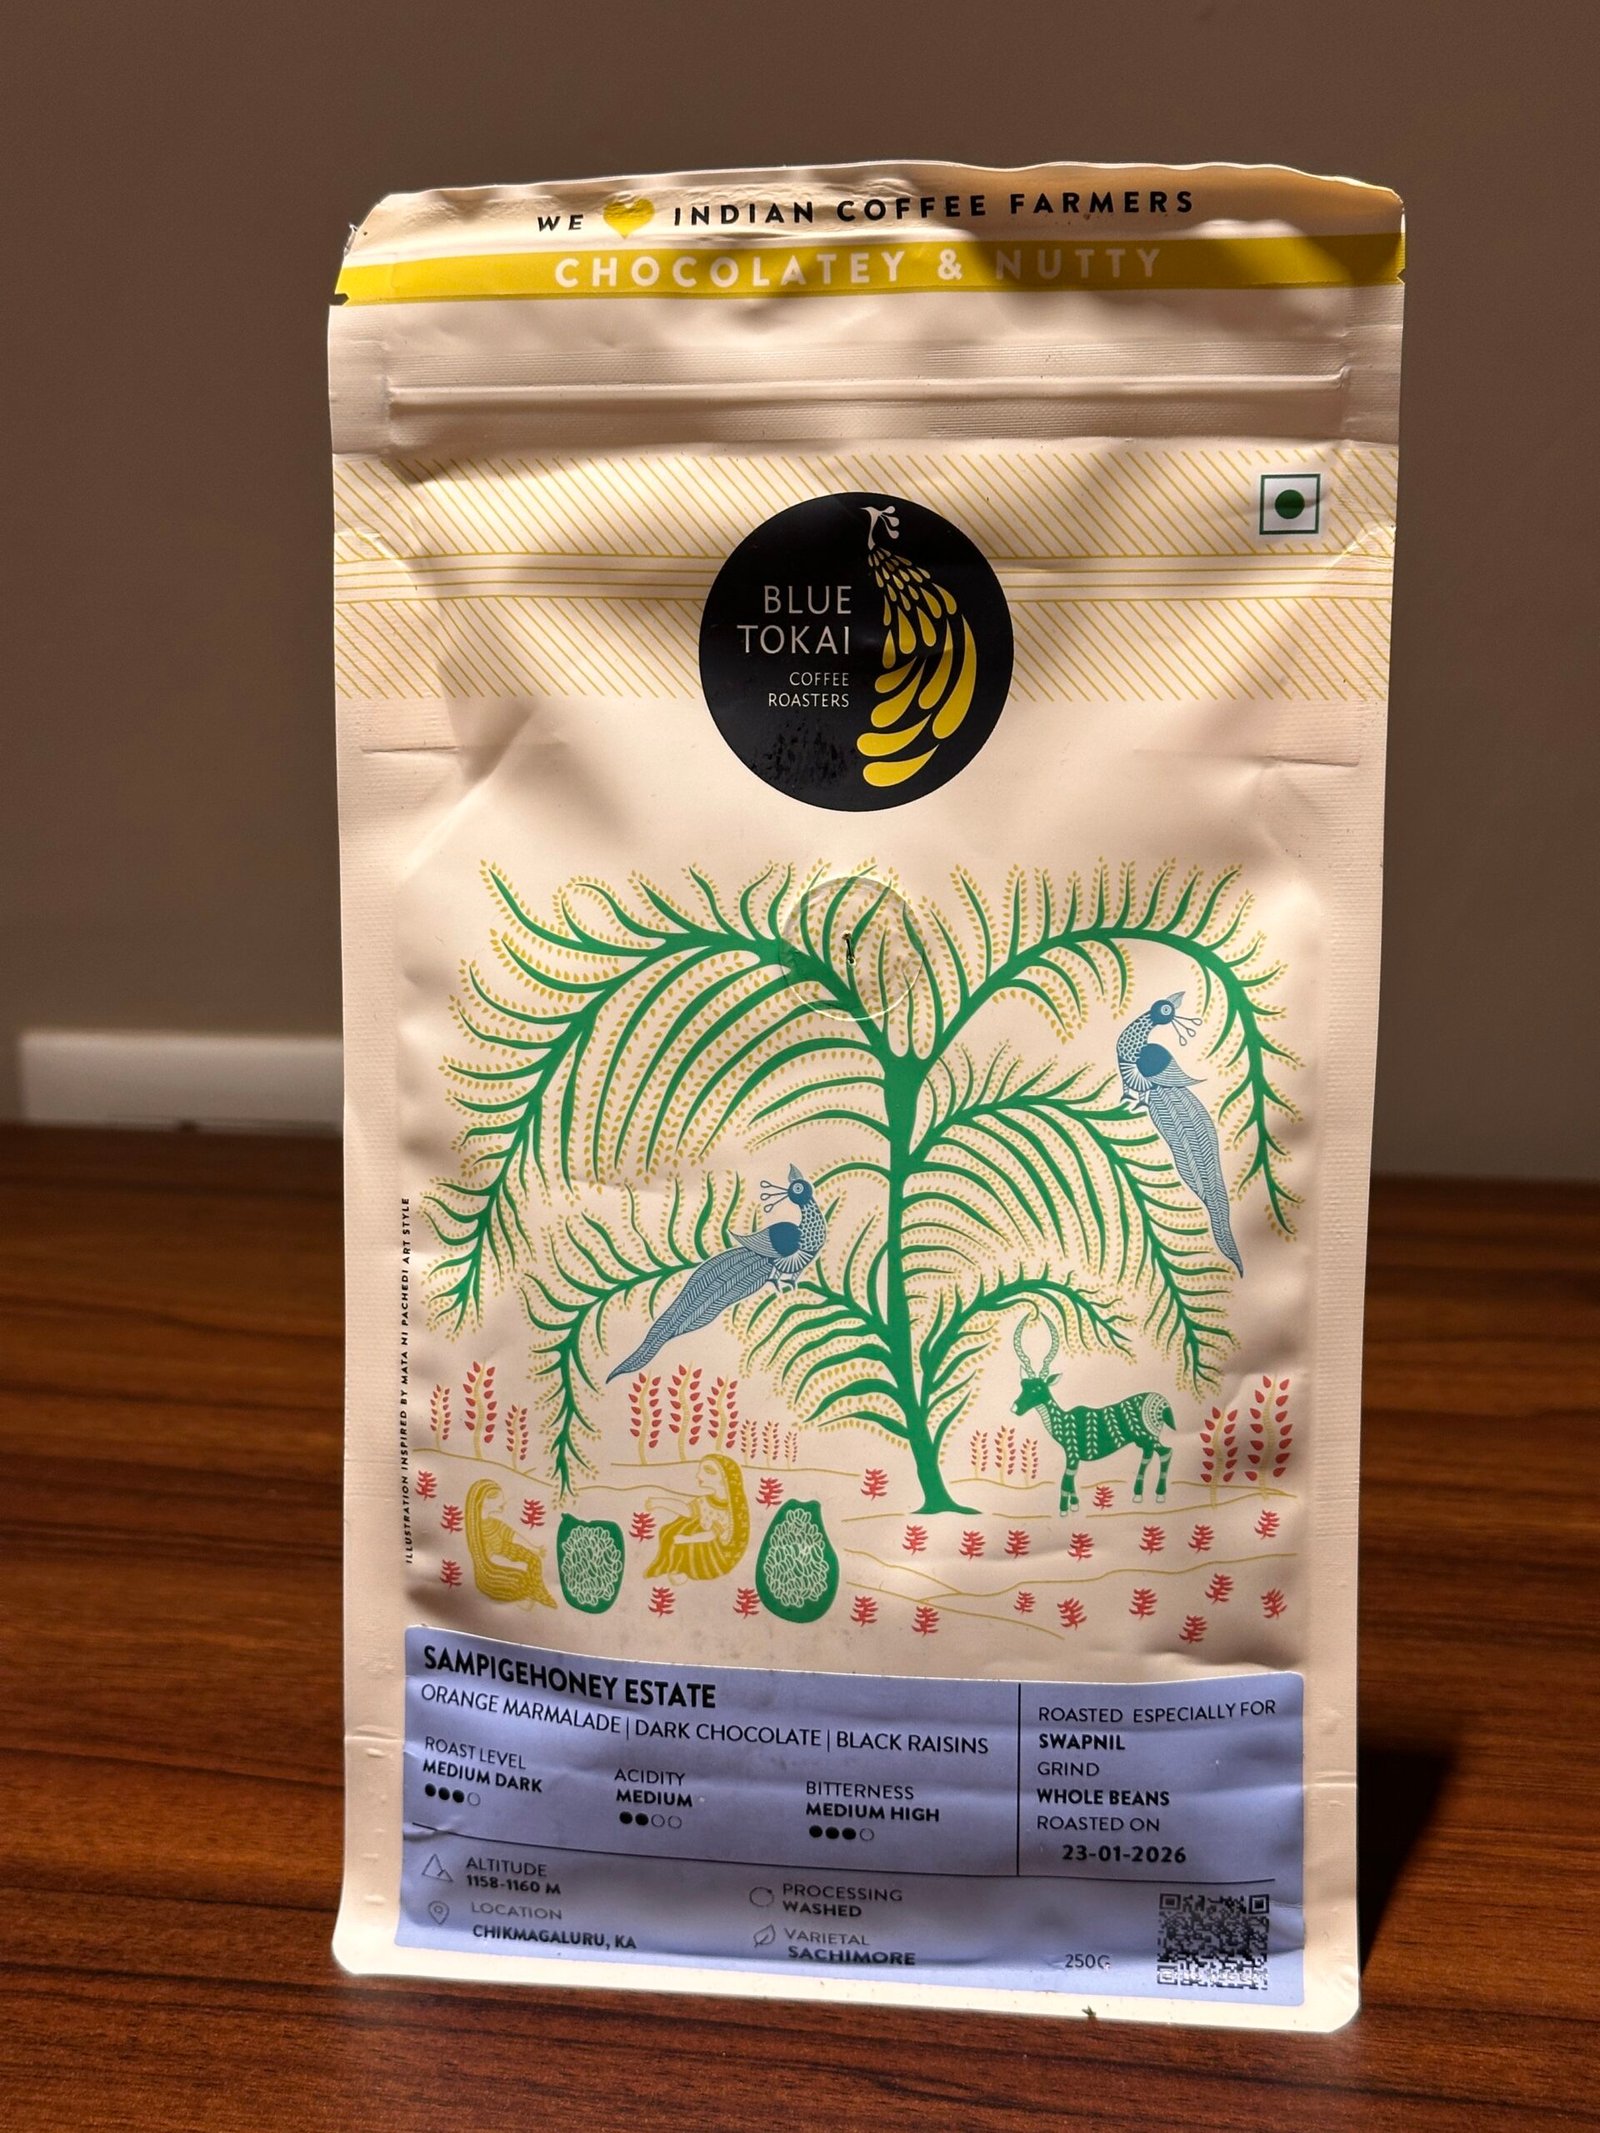 WE INDIAN COFFEE FARMERS
CHOCOLATEY & NUTTY
BLUE
TOKAI
COFFEE
ROASTERS
ILLUSTRATION INSPIRED BY MATA NI PACHEDI ART STYLE
SAMPIGEHONEY ESTATE
ORANGE MARMALADE | DARK CHOCOLATE | BLACK RAISINS
ROAST LEVEL
MEDIUM DARK
ACIDITY
MEDIUM
BITTERNESS
MEDIUM HIGH
ROASTED ESPECIALLY FOR
SWAPNIL
GRIND
WHOLE BEANS
ROASTED ON
23-01-2026
ALTITUDE
1158-1160 M
LOCATION
CHIKMAGALURU, KA
PROCESSING
WASHED
VARIETAL
SACHIMORE
250G